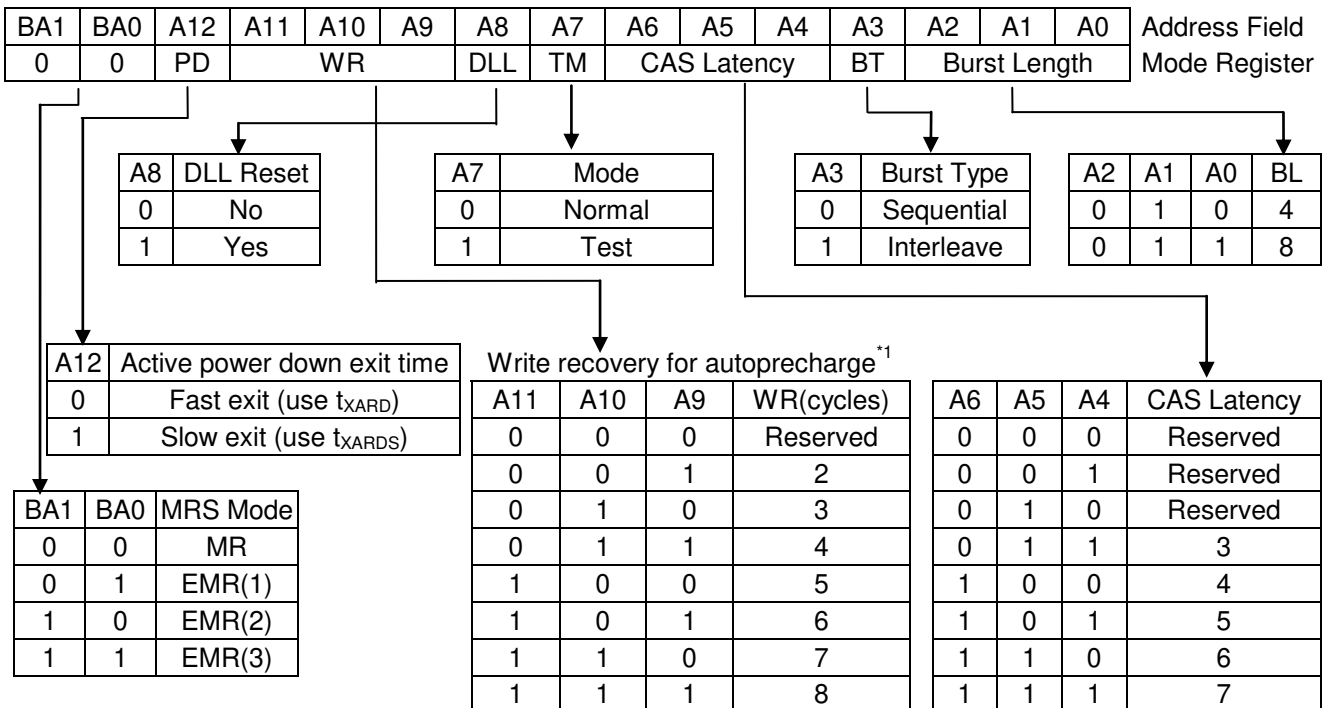 BA1 BA0 A12 A11 A10 A9 A8 A7 A6 A5 A4 A3 A2 A1 A0 Address Field
0 0 PD WR DLL TM CAS Latency BT Burst Length Mode Register
A8 DLL Reset
0 No
1 Yes
A7 Mode
0 Normal
1 Test
A3 Burst Type
0 Sequential
1 Interleave
A2 A1 A0 BL
0 1 0 4
0 1 1 8
A12 Active power down exit time
0 Fast exit (use tXARD)
1 Slow exit (use tXARDS)
BA1 BA0 MRS Mode
0 0 MR
0 1 EMR(1)
1 0 EMR(2)
1 1 EMR(3)
Write recovery for autoprecharge*1
A11 A10 A9 WR(cycles)
0 0 0 Reserved
0 0 1 2
0 1 0 3
0 1 1 4
1 0 0 5
1 0 1 6
1 1 0 7
1 1 1 8
A6 A5 A4 CAS Latency
0 0 0 Reserved
0 0 1 Reserved
0 1 0 Reserved
0 1 1 3
1 0 0 4
1 0 1 5
1 1 0 6
1 1 1 7